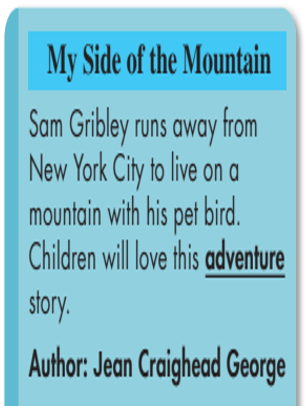 My Side of the Mountain
Sam Gribley runs away from
New York City to live on a
mountain with his pet bird.
Children will love this adventure
story.
Author: Jean Craighead George